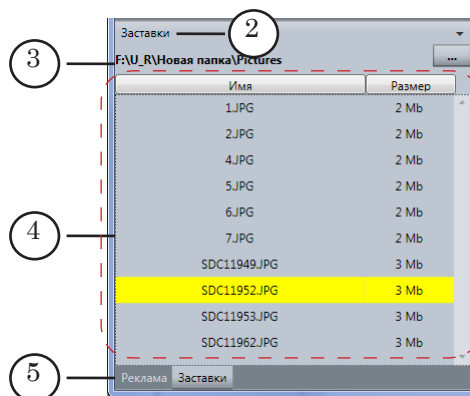 Заставки 2
3 F:\U_R\Новая папка\Pictures ...
Имя Размер
1.JPG 2 Mb
2.JPG 2 Mb
4.JPG 2 Mb
5.JPG 2 Mb
6.JPG 2 Mb
7.JPG 2 Mb
4
SDC11949.JPG 3 Mb
SDC11952.JPG 3 Mb
SDC11953.JPG 3 Mb
SDC11962.JPG 3 Mb
5 Реклама Заставки